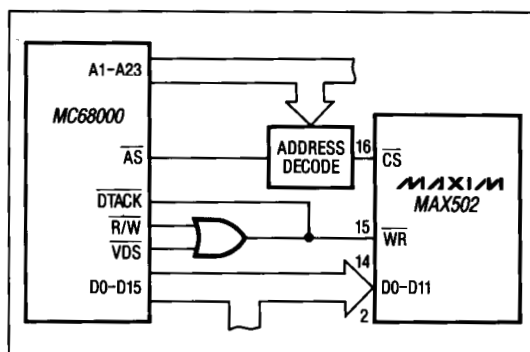 A1-A23
MC68000
AS
ADDRESS
DECODE
16
CS
MAXIM
MAX502
DTACK
R/W
VDS
15
WR
14
D0-D15
D0-D11
2